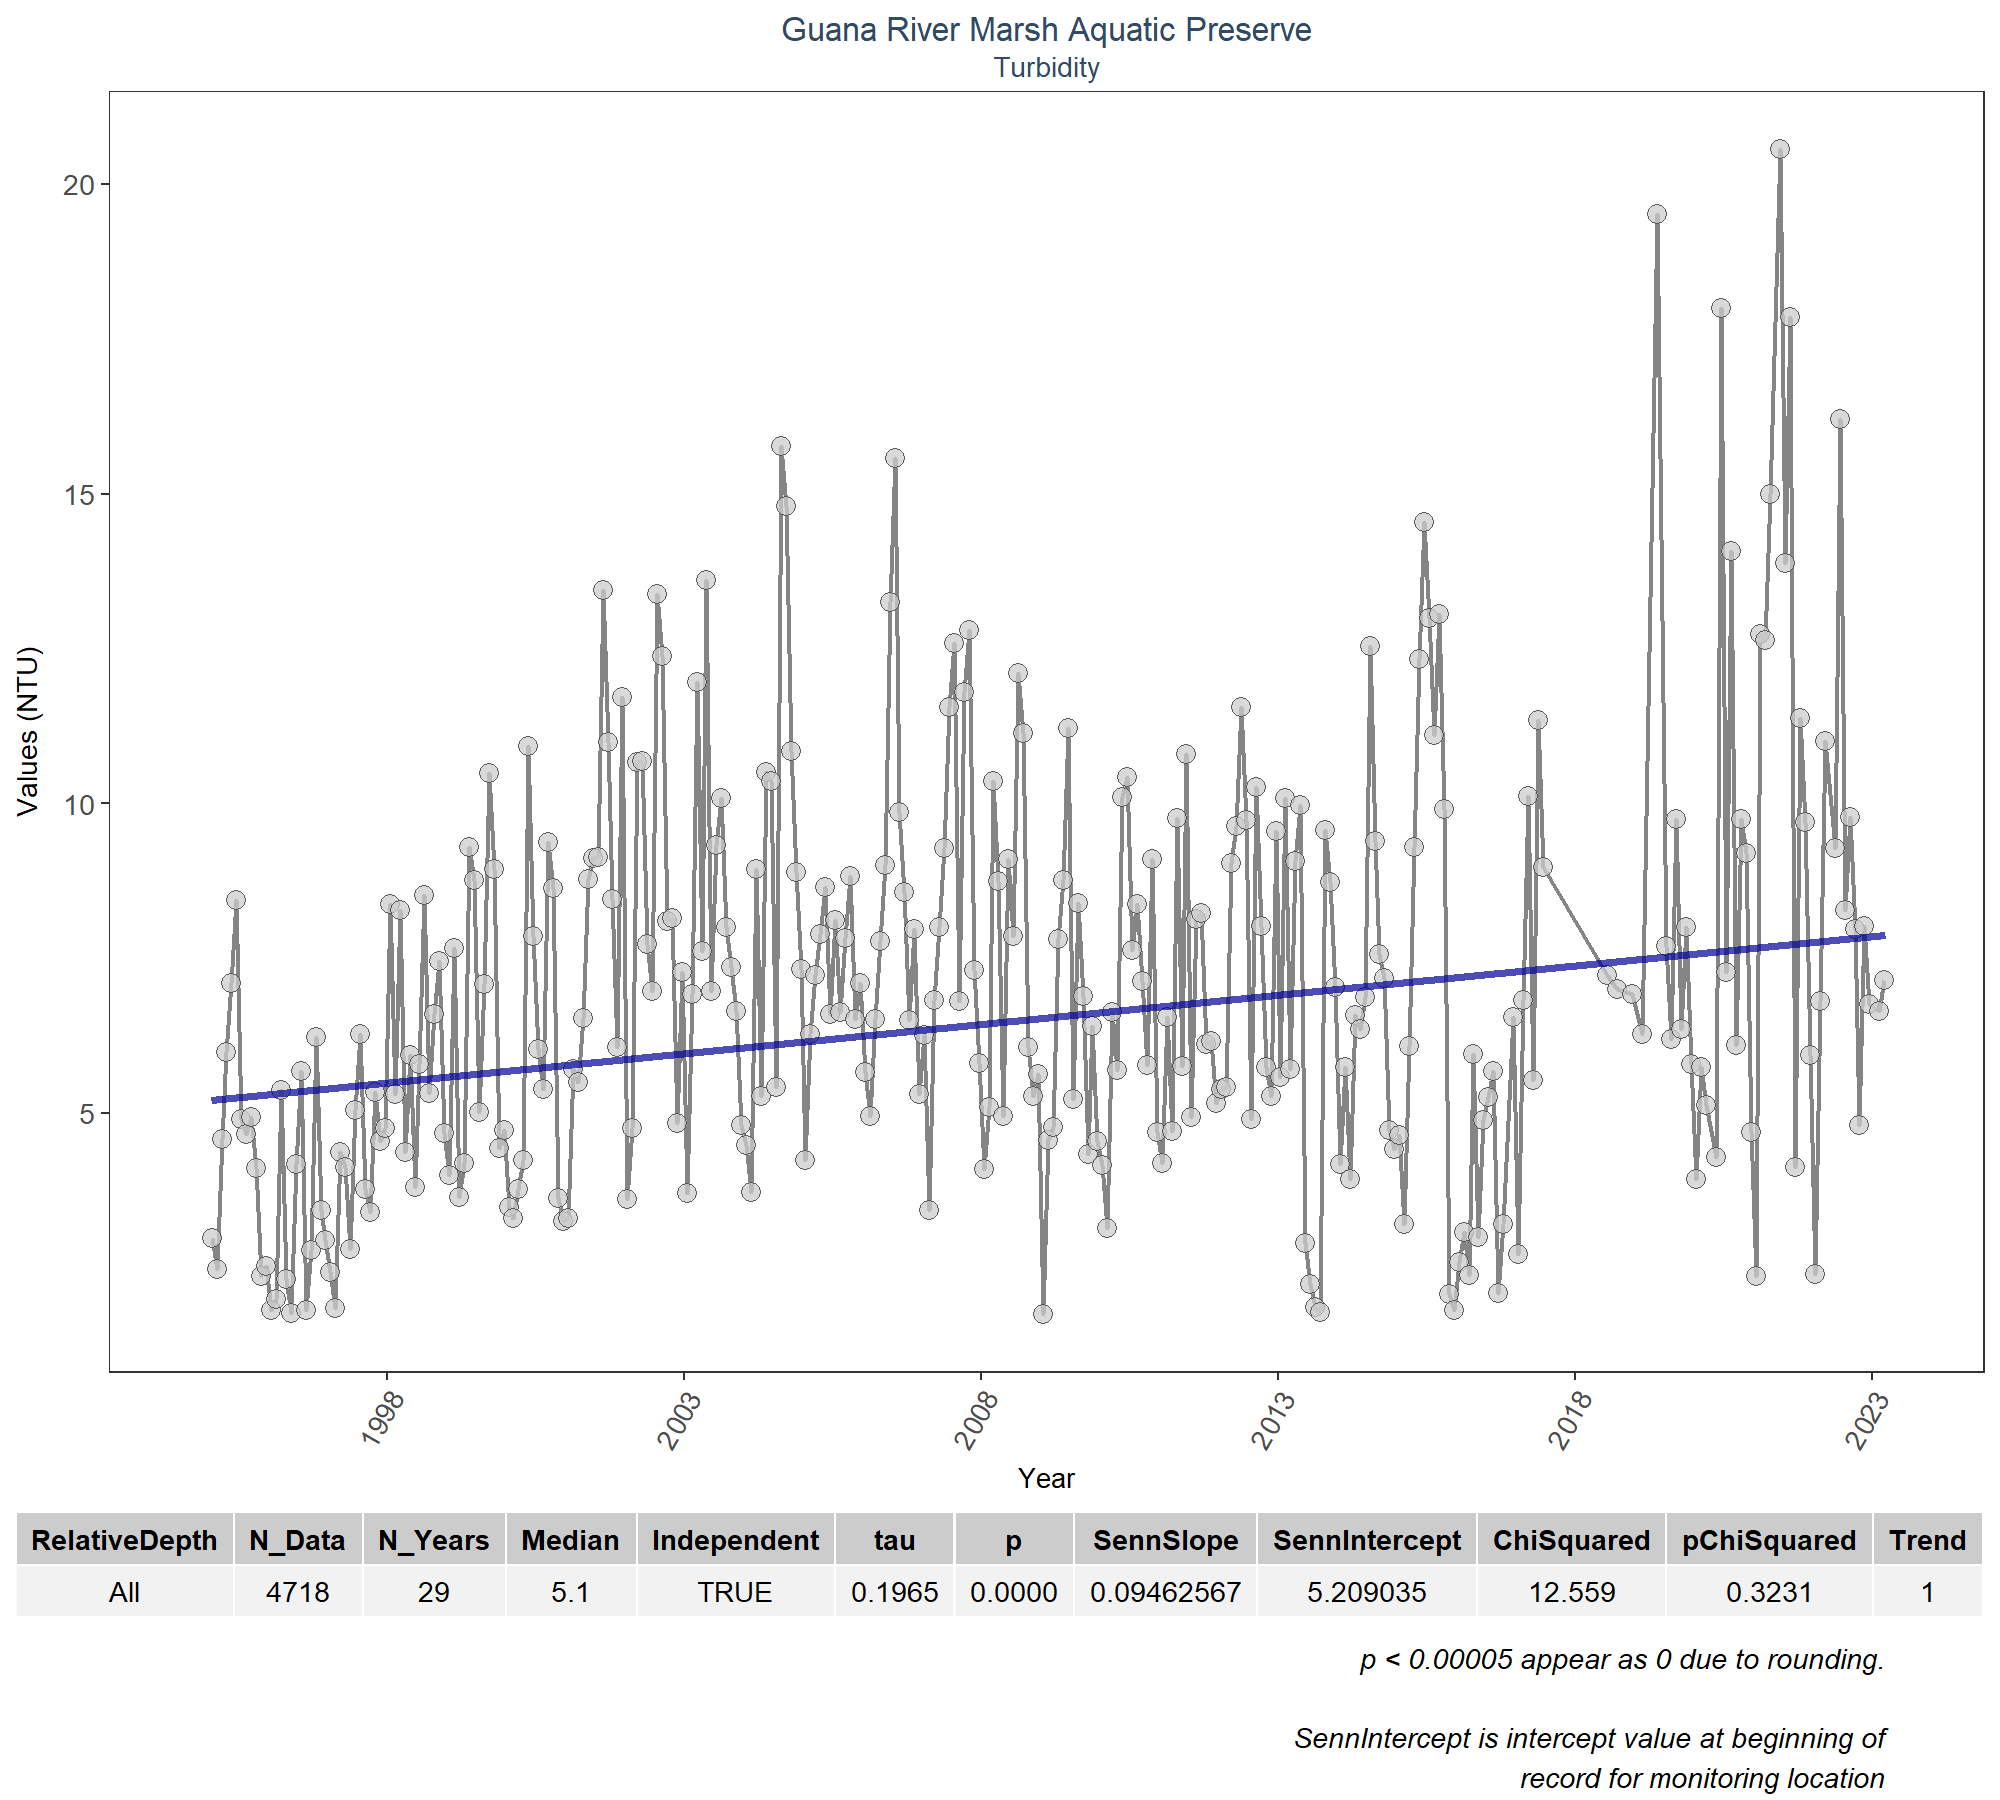 Guana River Marsh Aquatic Preserve
Turbidity
20
15
10
5
Values (NTU)
1998 2003 2008 2013 2018 2023
Year
RelativeDepth N_Data N_Years Median Independent tau p SennSlope SennIntercept ChiSquared pChiSquared Trend
All 4718 29 5.1 TRUE 0.1965 0.0000 0.09462567 5.209035 12.559 0.3231 1
p < 0.00005 appear as 0 due to rounding.
SennIntercept is intercept value at beginning of
record for monitoring location